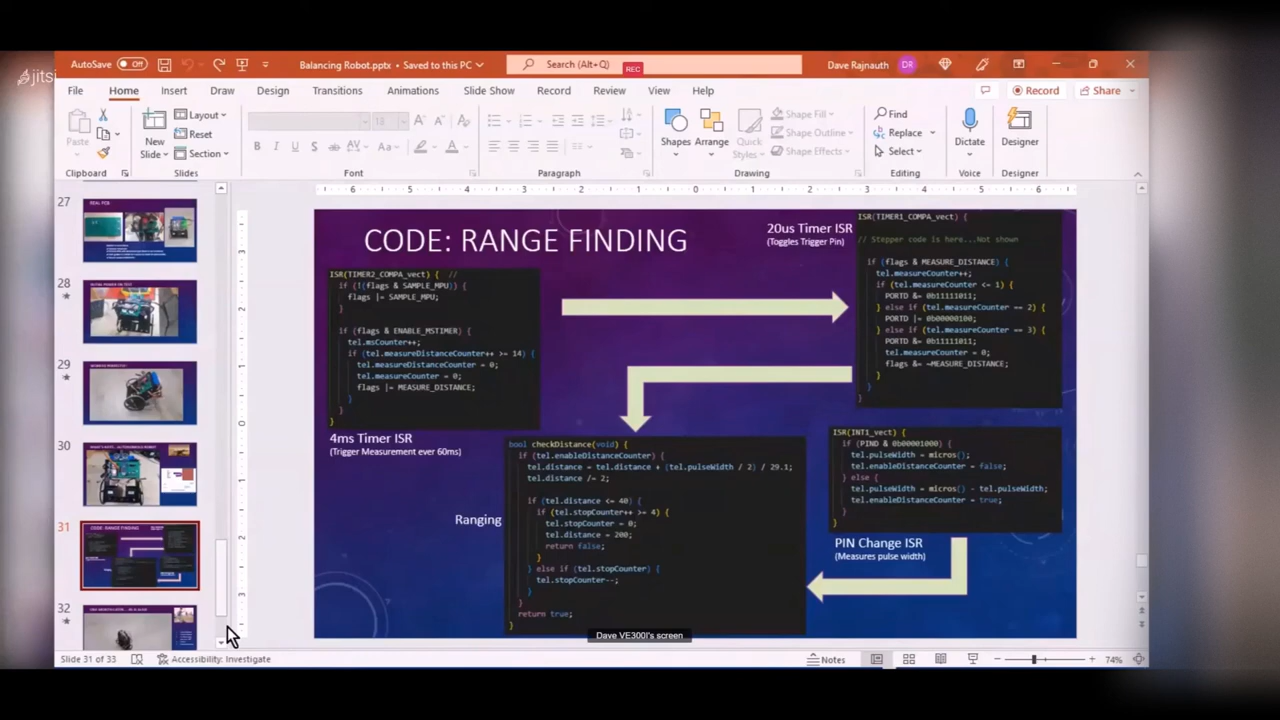 jitsi
AutoSave Off
Balancing Robot.pptx • Saved to this PC
Search (Alt+Q)
REC
Dave Rajnauth DR
File Home Insert Draw Design Transitions Animations Slide Show Record Review View Help
Record Share
Paste
Clipboard
New Slide
Layout
Reset
Section
Slides
18
Font
Paragraph
Shapes
Arrange
Quick Styles
Shape Fill
Shape Outline
Shape Effects
Drawing
Find
Replace
Select
Editing
Dictate
Voice
Designer
Designer
27
REAL PCB
28
29
30
31
CODE: RANGE FINDING
32
CODE: RANGE FINDING
20us Timer ISR
(Toggles Trigger Pin)
ISR(TIMER2_COMPA_vect) { //
if (!(flags & SAMPLE_MPU)) {
flags |= SAMPLE_MPU;
}
if (flags & ENABLE_MSTIMER) {
tel.msCounter++;
if (tel.measureDistanceCounter++ >= 14) {
tel.measureDistanceCounter = 0;
tel.measureCounter = 0;
flags |= MEASURE_DISTANCE;
}
}
}
4ms Timer ISR
(Trigger Measurement ever 60ms)
ISR(TIMER1_COMPA_vect) {
// Stepper code is here...Not shown
if (flags & MEASURE_DISTANCE) {
tel.measureCounter++;
if (tel.measureCounter <= 1) {
PORTD &= 0b11111011;
} else if (tel.measureCounter == 2) {
PORTD |= 0b00000100;
} else if (tel.measureCounter == 3) {
PORTD &= 0b11111011;
tel.measureCounter = 0;
flags &= ~MEASURE_DISTANCE;
}
}
}
Ranging
bool checkDistance(void) {
if (tel.enableDistanceCounter) {
tel.distance = tel.distance + (tel.pulseWidth / 2) / 29.1;
tel.distance /= 2;
if (tel.distance <= 40) {
if (tel.stopCounter++ >= 4) {
tel.stopCounter = 0;
tel.distance = 200;
return false;
}
} else if (tel.stopCounter) {
tel.stopCounter--;
}
}
return true;
}
ISR(INT1_vect) {
if (PIND & 0b00001000) {
tel.pulseWidth = micros();
tel.enableDistanceCounter = false;
} else {
tel.pulseWidth = micros() - tel.pulseWidth;
tel.enableDistanceCounter = true;
}
}
PIN Change ISR
(Measures pulse width)
Dave VE3OOI's screen
Slide 31 of 33
Accessibility: Investigate
Notes
74%